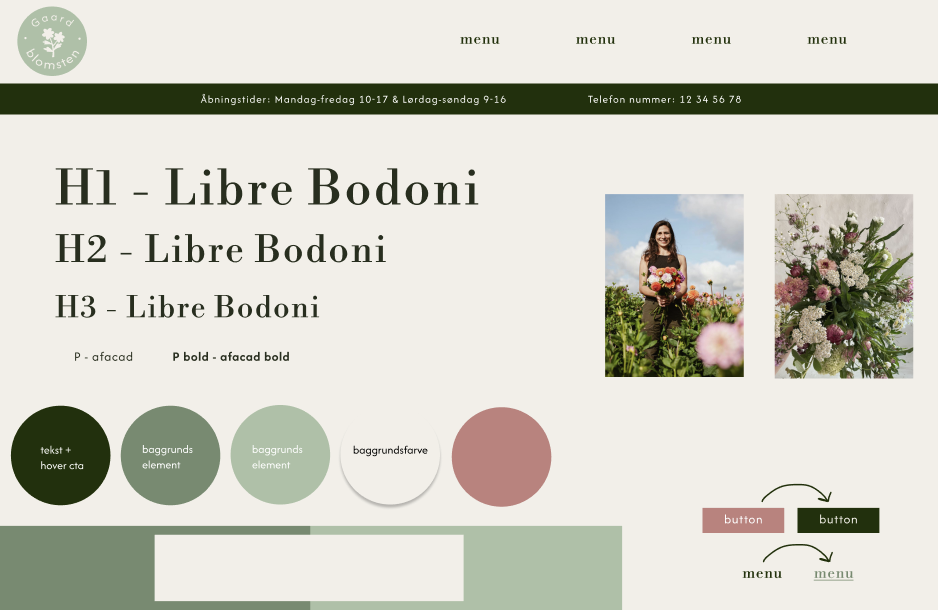 Gaard
blomsten
menu menu menu menu
Åbningstider: Mandag-fredag 10-17 & Lørdag-søndag 9-16 Telefon nummer: 12 34 56 78
H1 - Libre Bodoni
H2 - Libre Bodoni
H3 - Libre Bodoni
P - afacad P bold - afacad bold
tekst +
hover cta
baggrunds
element
baggrunds
element
baggrundsfarve
button button
menu menu